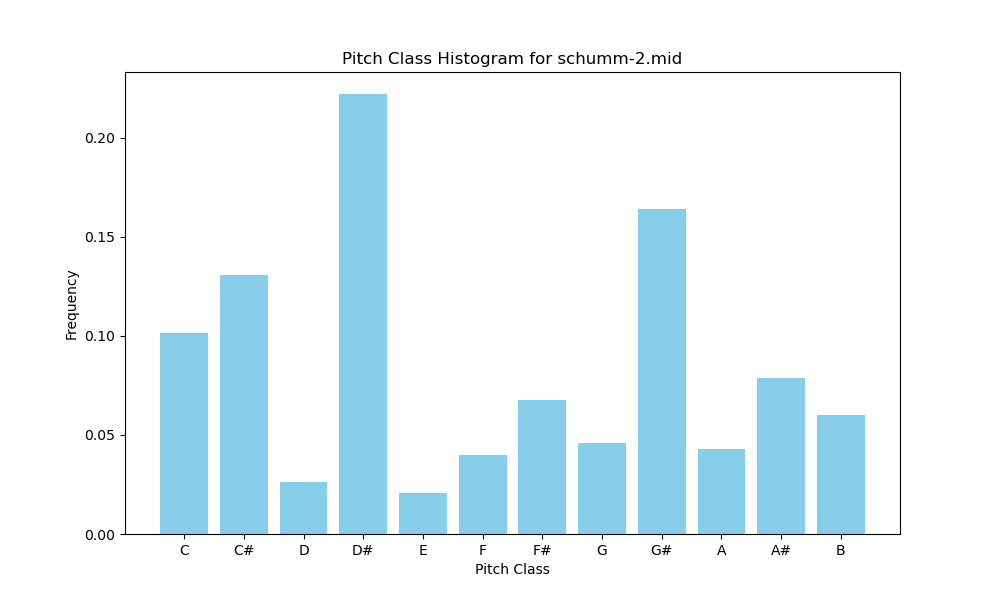 Pitch Class Histogram for schumm-2.mid
Frequency
0.20
0.15
0.10
0.05
0.00
C C# D D# E F F# G G# A A# B
Pitch Class